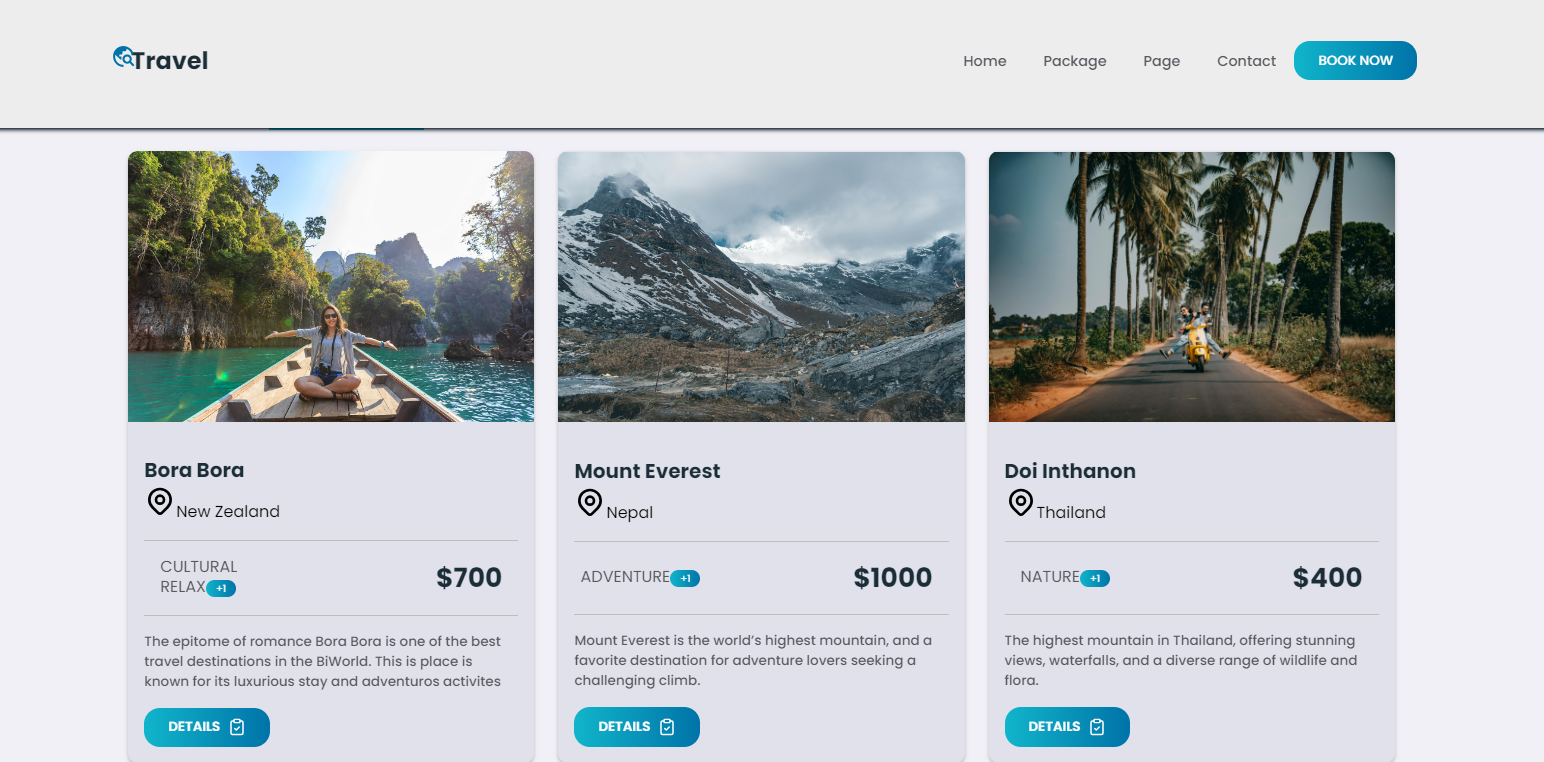 Travel
Home Package Page Contact BOOK NOW
Bora Bora
New Zealand
CULTURAL
RELAX +1
$700
The epitome of romance Bora Bora is one of the best
travel destinations in the BiWorld. This is place is
known for its luxurious stay and adventuros activites
DETAILS
Mount Everest
Nepal
ADVENTURE +1
$1000
Mount Everest is the world’s highest mountain, and a
favorite destination for adventure lovers seeking a
challenging climb.
DETAILS
Doi Inthanon
Thailand
NATURE +1
$400
The highest mountain in Thailand, offering stunning
views, waterfalls, and a diverse range of wildlife and
flora.
DETAILS